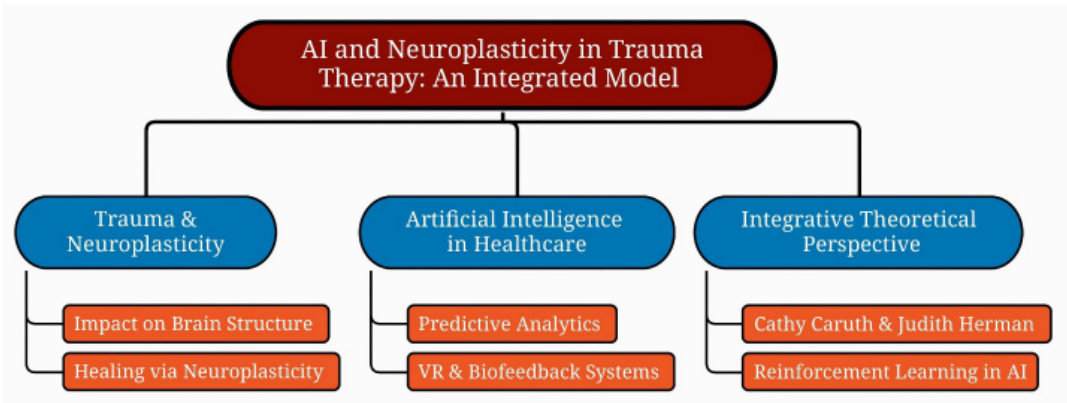 AI and Neuroplasticity in Trauma
Therapy: An Integrated Model
Trauma &
Neuroplasticity
Impact on Brain Structure
Healing via Neuroplasticity
Artificial Intelligence
in Healthcare
Predictive Analytics
VR & Biofeedback Systems
Integrative Theoretical
Perspective
Cathy Caruth & Judith Herman
Reinforcement Learning in AI